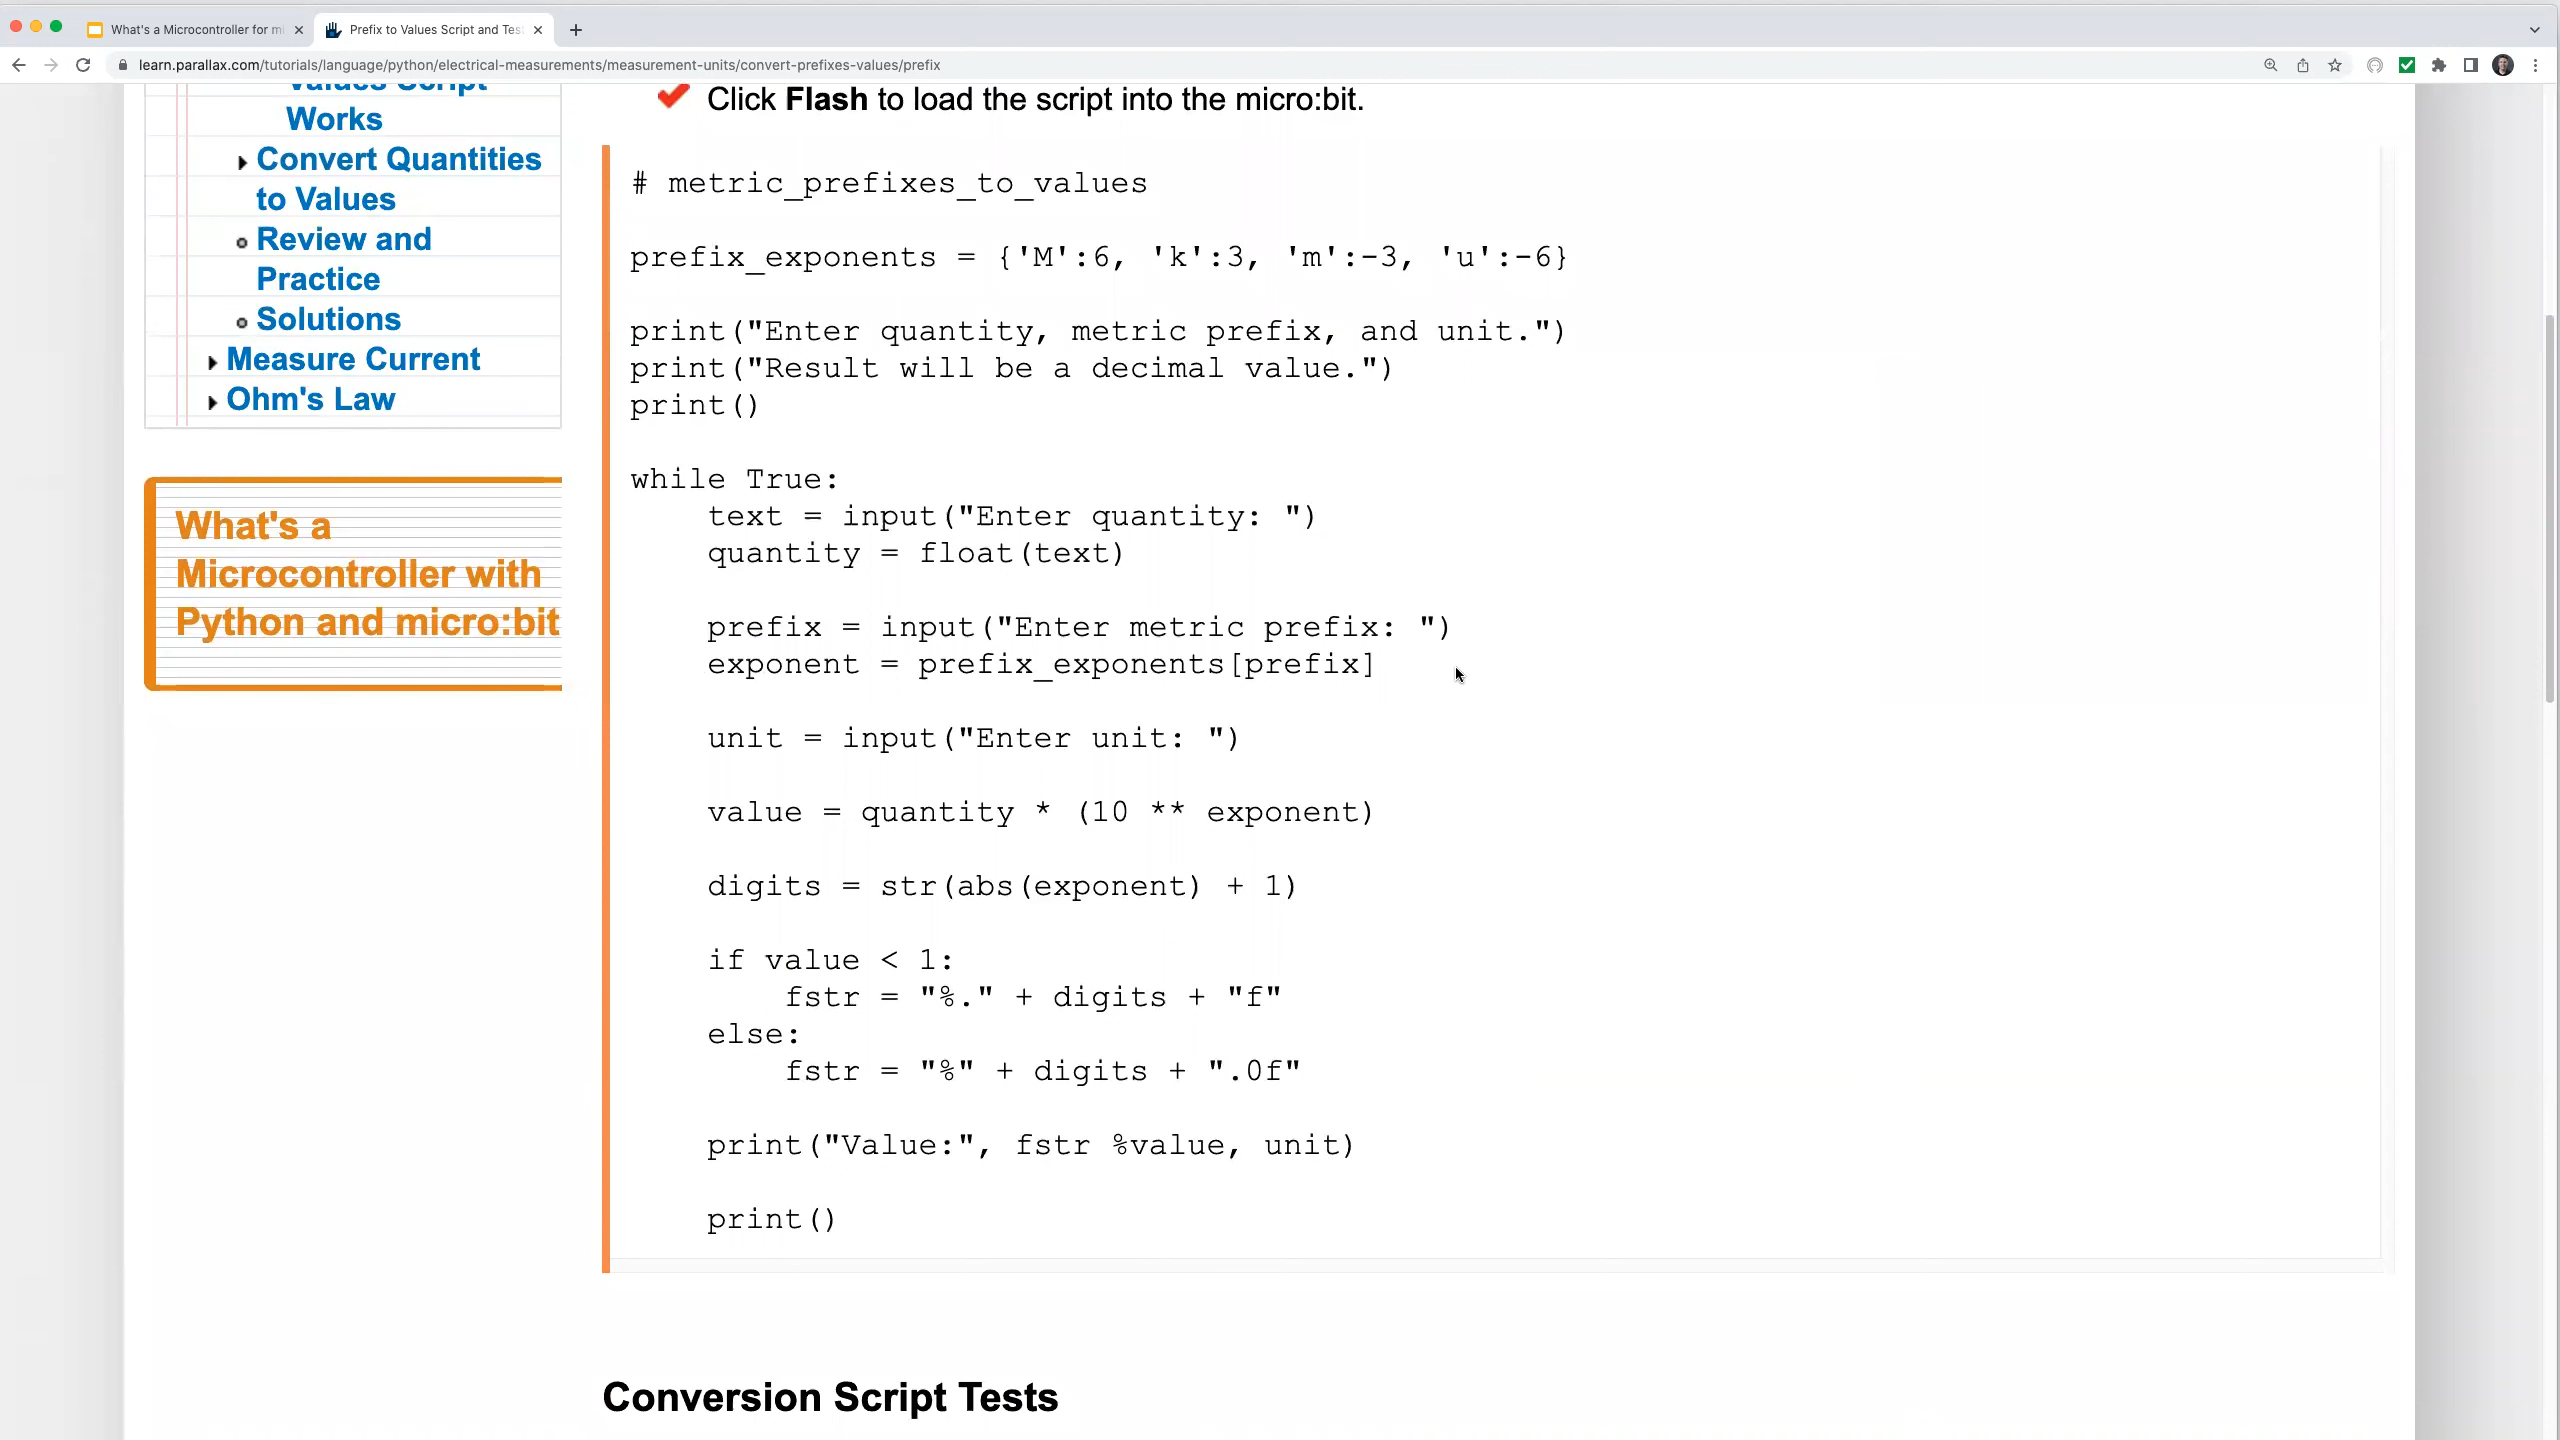 What's a Microcontroller for mi
Prefix to Values Script and Tes
learn.parallax.com/tutorials/language/python/electrical-measurements/measurement-units/convert-prefixes-values/prefix
Values Script
Works
Convert Quantities
to Values
Review and
Practice
Solutions
Measure Current
Ohm's Law
What's a
Microcontroller with
Python and micro:bit
Click Flash to load the script into the micro:bit.
# metric_prefixes_to_values
prefix_exponents = {'M':6, 'k':3, 'm':-3, 'u':-6}
print("Enter quantity, metric prefix, and unit.")
print("Result will be a decimal value.")
print()
while True:
    text = input("Enter quantity: ")
    quantity = float(text)
    prefix = input("Enter metric prefix: ")
    exponent = prefix_exponents[prefix]
    unit = input("Enter unit: ")
    value = quantity * (10 ** exponent)
    digits = str(abs(exponent) + 1)
    if value < 1:
        fstr = "%." + digits + "f"
    else:
        fstr = "%" + digits + ".0f"
    print("Value:", fstr %value, unit)
    print()
Conversion Script Tests